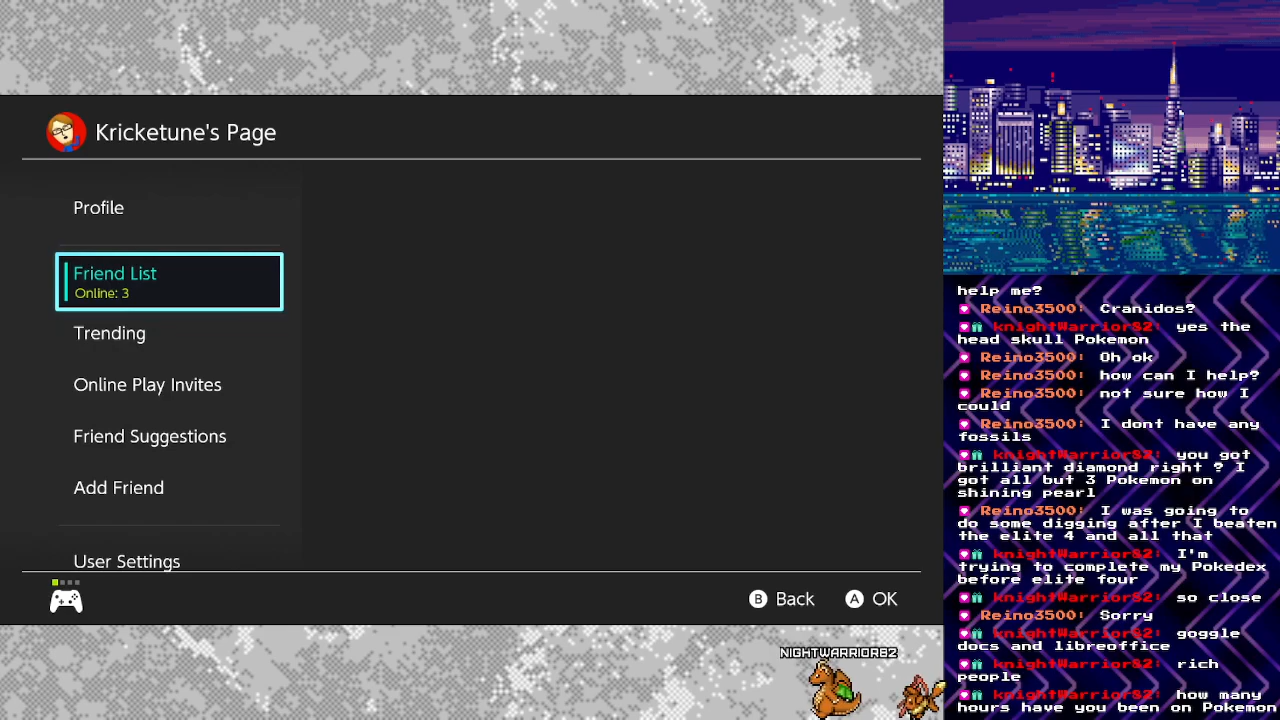 Kricketune's Page
Profile
Friend List
Online: 3
Trending
Online Play Invites
Friend Suggestions
Add Friend
User Settings
B Back A OK
NIGHTWARRIOR82
help me?
Reino3500: Cranidos?
knightWarrior82: yes the
head skull Pokemon
Reino3500: Oh ok
Reino3500: how can I help?
Reino3500: not sure how I
could
Reino3500: I dont have any
fossils
knightWarrior82: you got
brilliant diamond right ? I
got all but 3 Pokemon on
shining pearl
Reino3500: I was going to
do some digging after I beaten
the elite 4 and all that
knightWarrior82: I'm
trying to complete my Pokedex
before elite four
knightWarrior82: so close
Reino3500: Sorry
knightWarrior82: goggle
docs and libreoffice
knightWarrior82: rich
people
knightWarrior82: how many
hours have you been on Pokemon